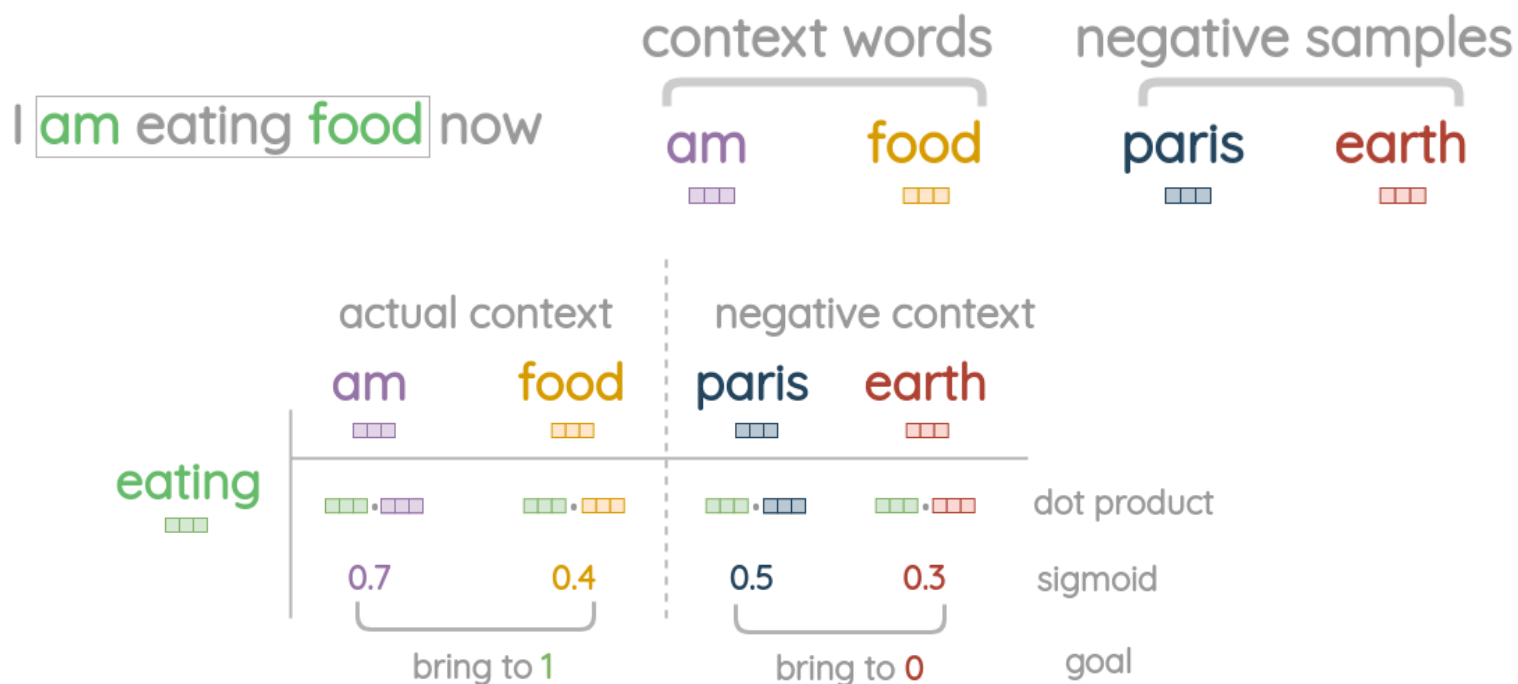 context words negative samples
I am eating food now
am food paris earth
actual context negative context
am food paris earth
eating
dot product
0.7 0.4 0.5 0.3 sigmoid
bring to 1 bring to 0 goal